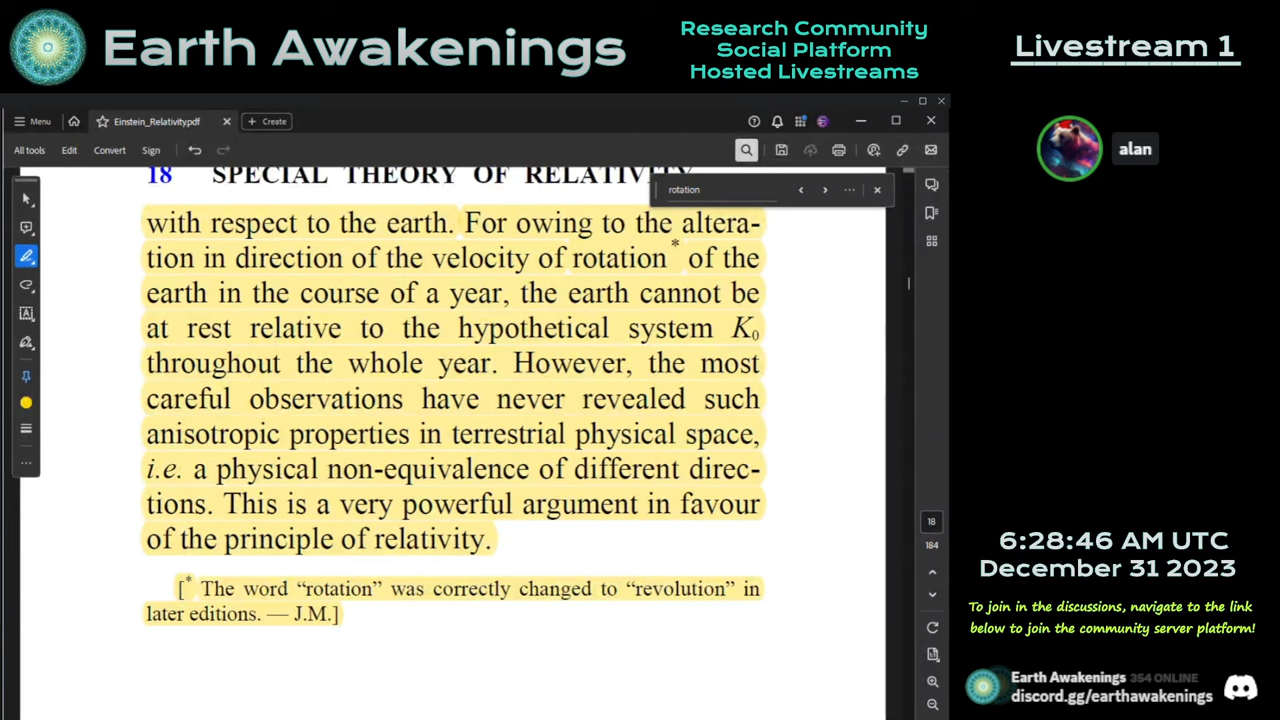 Earth Awakenings
Research Community
Social Platform
Hosted Livestreams
Livestream 1
alan
Menu
Einstein_Relativitypdf
+ Create
All tools
Edit
Convert
Sign
18 SPECIAL THEORY OF RELATIVITY
rotation
with respect to the earth. For owing to the altera-
tion in direction of the velocity of rotation* of the
earth in the course of a year, the earth cannot be
at rest relative to the hypothetical system K₀
throughout the whole year. However, the most
careful observations have never revealed such
anisotropic properties in terrestrial physical space,
i.e. a physical non-equivalence of different direc-
tions. This is a very powerful argument in favour
of the principle of relativity.
[* The word “rotation” was correctly changed to “revolution” in
later editions. — J.M.]
18
184
6:28:46 AM UTC
December 31 2023
To join in the discussions, navigate to the link
below to join the community server platform!
Earth Awakenings 354 ONLINE
discord.gg/earthawakenings